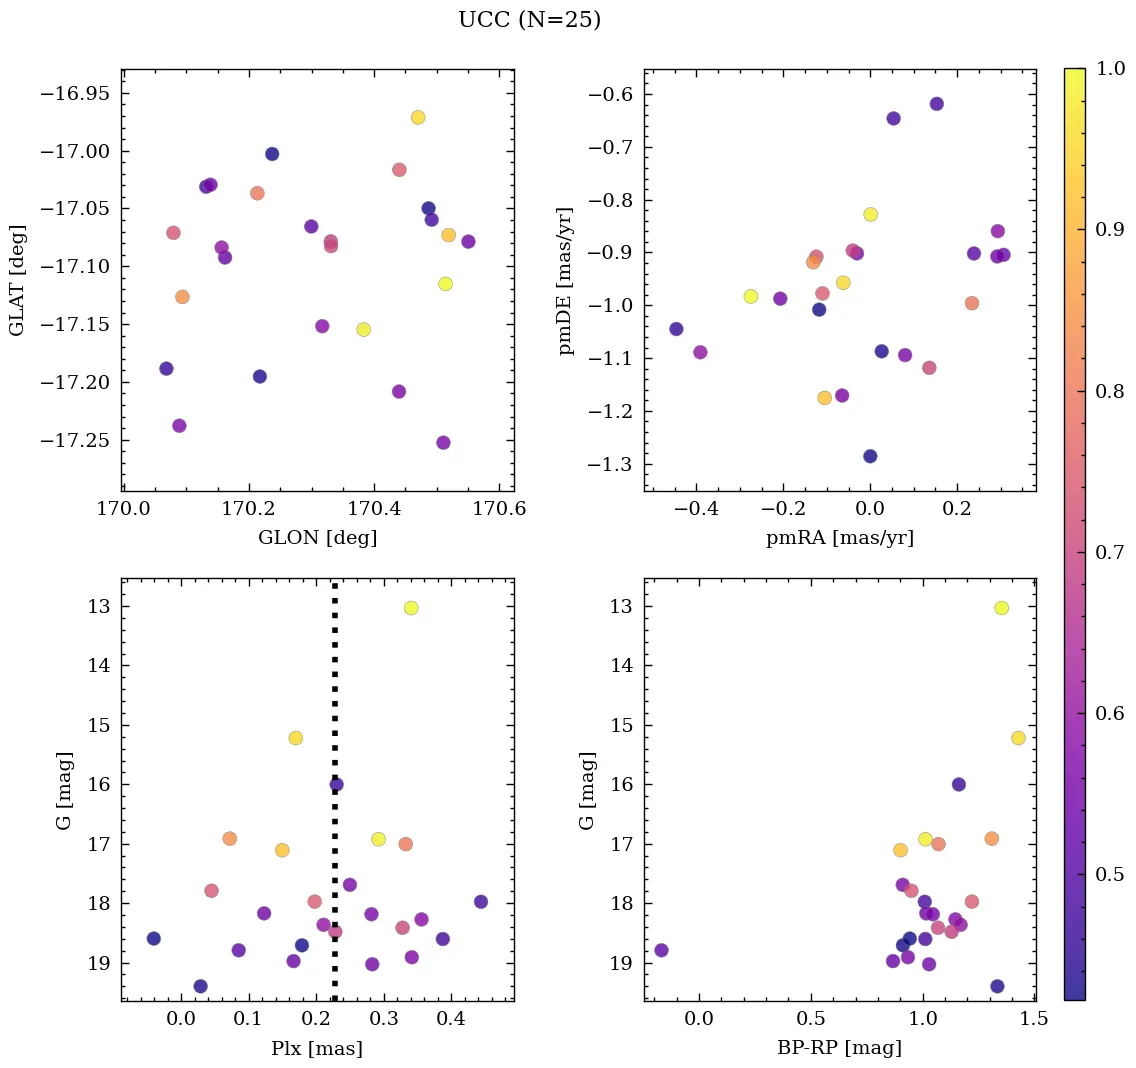 UCC (N=25)
−16.95
−17.00
−17.05
−17.10
−17.15
−17.20
−17.25
GLAT [deg]
170.0 170.2 170.4 170.6
GLON [deg]
−0.6
−0.7
−0.8
−0.9
−1.0
−1.1
−1.2
−1.3
pmDE [mas/yr]
−0.4 −0.2 0.0 0.2
pmRA [mas/yr]
13
14
15
16
17
18
19
G [mag]
0.0 0.1 0.2 0.3 0.4
Plx [mas]
13
14
15
16
17
18
19
G [mag]
0.0 0.5 1.0 1.5
BP-RP [mag]
1.0
0.9
0.8
0.7
0.6
0.5